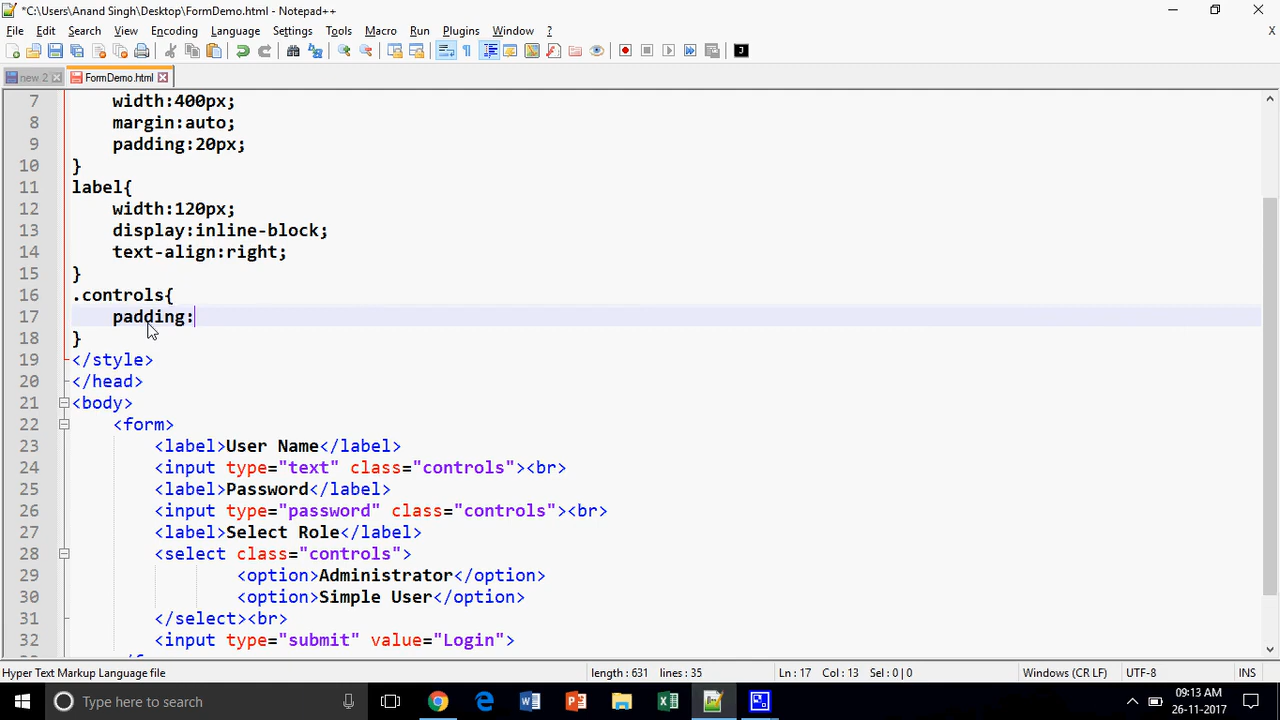 *C:\Users\Anand Singh\Desktop\FormDemo.html - Notepad++
File Edit Search View Encoding Language Settings Tools Macro Run Plugins Window ? X
new 2 FormDemo.html
7 width:400px;
8 margin:auto;
9 padding:20px;
10 }
11 label{
12 width:120px;
13 display:inline-block;
14 text-align:right;
15 }
16 .controls{
17 padding:
18 }
19 </style>
20 </head>
21 <body>
22 <form>
23 <label>User Name</label>
24 <input type="text" class="controls"><br>
25 <label>Password</label>
26 <input type="password" class="controls"><br>
27 <label>Select Role</label>
28 <select class="controls">
29 <option>Administrator</option>
30 <option>Simple User</option>
31 </select><br>
32 <input type="submit" value="Login">
Hyper Text Markup Language file length : 631 lines : 35 Ln : 17 Col : 13 Sel : 0 | 0 Windows (CR LF) UTF-8 INS
Type here to search 09:13 AM
26-11-2017